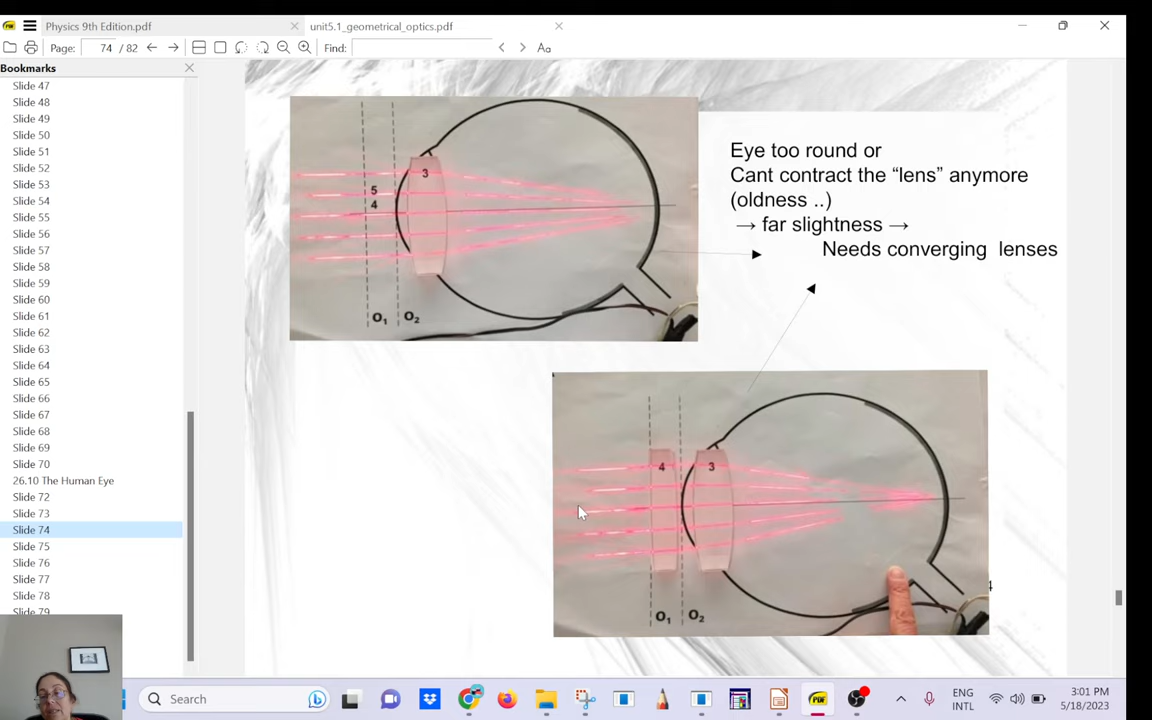 Physics 9th Edition.pdf
unit5.1_geometrical_optics.pdf
Page: 74 / 82
Find:
Aa
Bookmarks
Slide 47
Slide 48
Slide 49
Slide 50
Slide 51
Slide 52
Slide 53
Slide 54
Slide 55
Slide 56
Slide 57
Slide 58
Slide 59
Slide 60
Slide 61
Slide 62
Slide 63
Slide 64
Slide 65
Slide 66
Slide 67
Slide 68
Slide 69
Slide 70
26.10 The Human Eye
Slide 72
Slide 73
Slide 74
Slide 75
Slide 76
Slide 77
Slide 78
Slide 79
3
5
4
O₁ O₂
Eye too round or
Cant contract the “lens” anymore
(oldness ..)
→ far slightness →
Needs converging lenses
4 3
O₁ O₂
4
Search
ENG
INTL
3:01 PM
5/18/2023